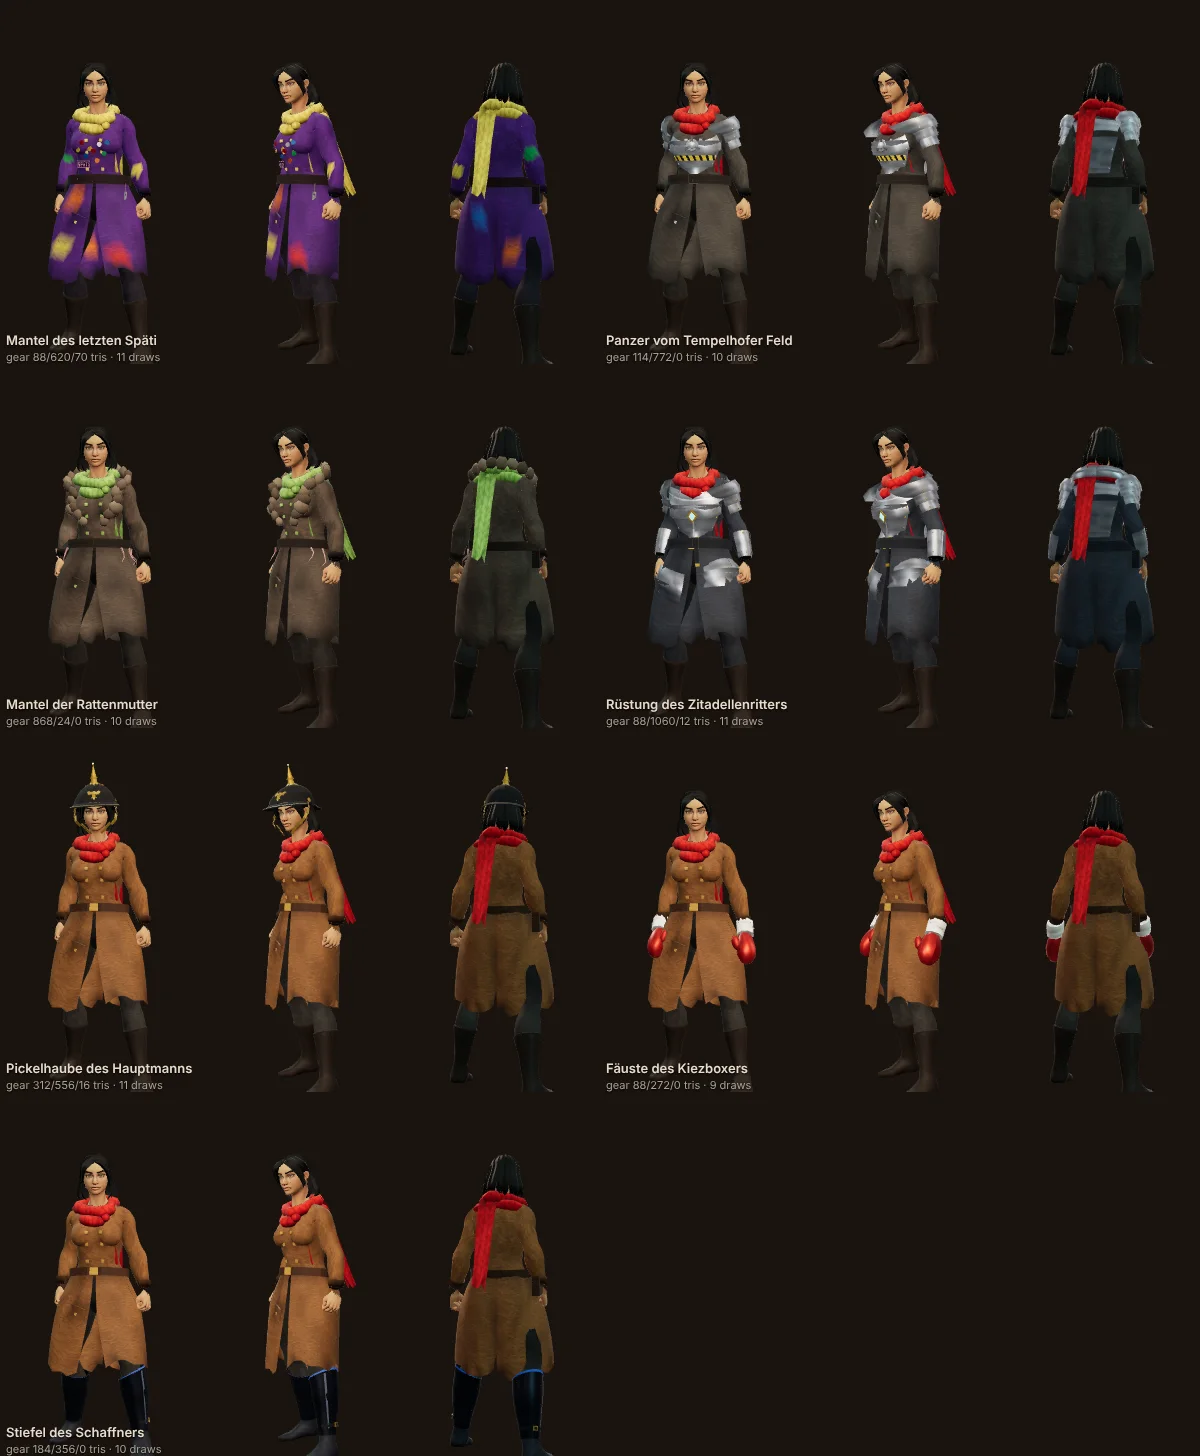 Mantel des letzten Späti
gear 88/620/70 tris · 11 draws
Panzer vom Tempelhofer Feld
gear 114/772/0 tris · 10 draws
Mantel der Rattenmutter
gear 868/24/0 tris · 10 draws
Rüstung des Zitadellenritters
gear 88/1060/12 tris · 11 draws
Pickelhaube des Hauptmanns
gear 312/556/16 tris · 11 draws
Fäuste des Kiezboxers
gear 88/272/0 tris · 9 draws
Stiefel des Schaffners
gear 184/356/0 tris · 10 draws